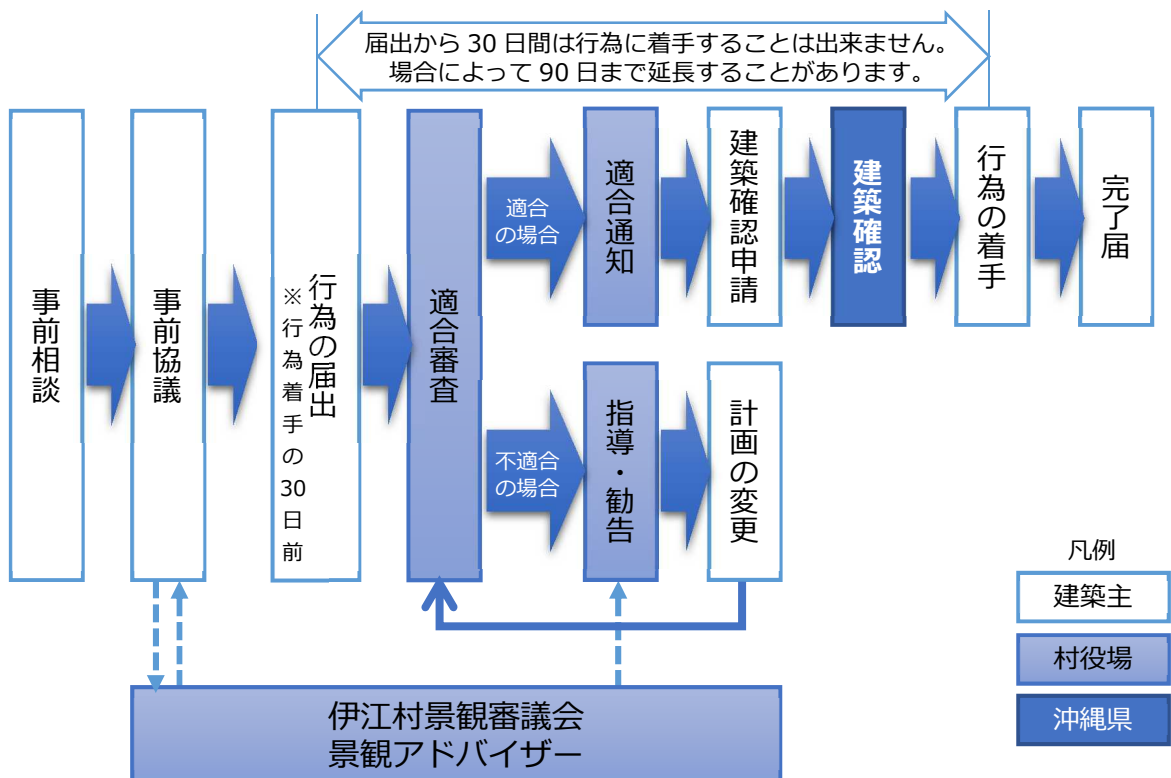 届出から 30 日間は行為に着手することは出来ません。
場合によって 90 日まで延長することがあります。
事前相談
事前協議
行為の届出
※行為着手の30日前
適合審査
適合
の場合
適合通知
建築確認申請
建築確認
行為の着手
完了届
不適合
の場合
指導・勧告
計画の変更
凡例
建築主
村役場
沖縄県
伊江村景観審議会
景観アドバイザー